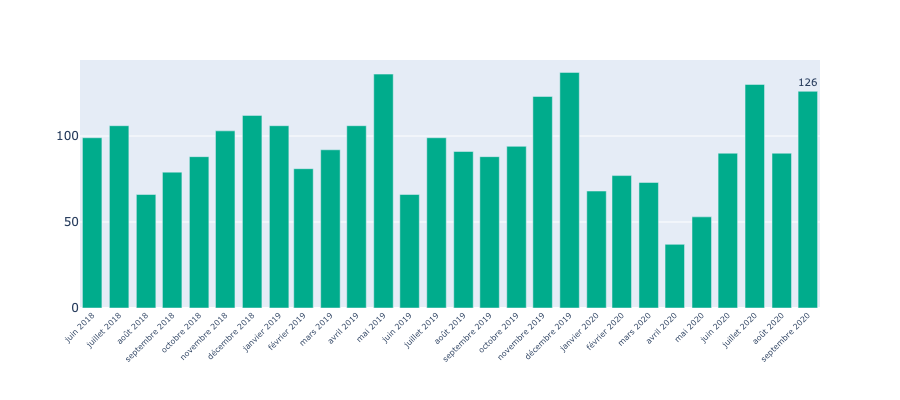 126
100
50
0
juin 2018
juillet 2018
août 2018
septembre 2018
octobre 2018
novembre 2018
décembre 2018
janvier 2019
février 2019
mars 2019
avril 2019
mai 2019
juin 2019
juillet 2019
août 2019
septembre 2019
octobre 2019
novembre 2019
décembre 2019
janvier 2020
février 2020
mars 2020
avril 2020
mai 2020
juin 2020
juillet 2020
août 2020
septembre 2020